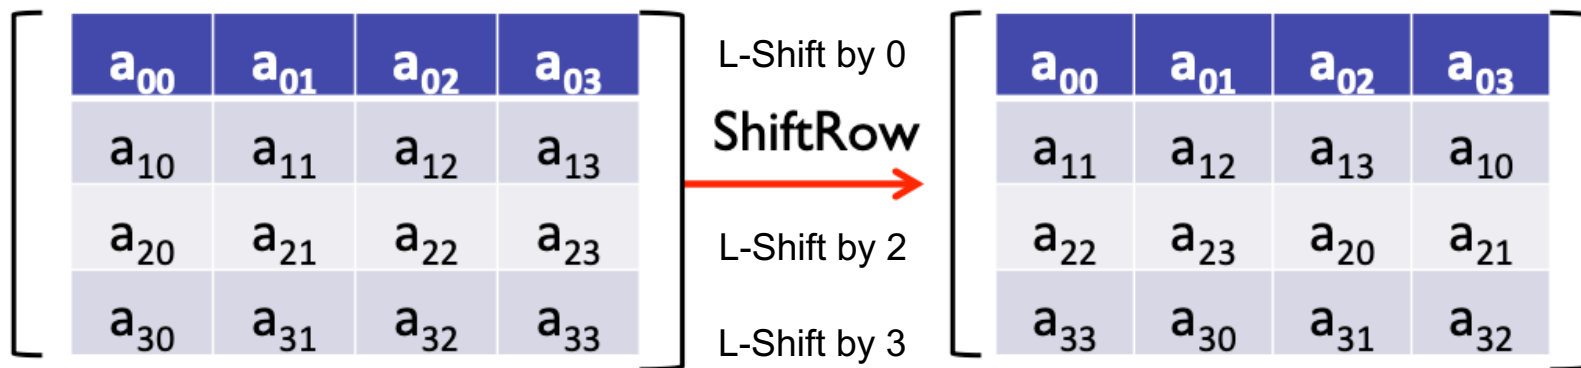 a00 a01 a02 a03
a10 a11 a12 a13
a20 a21 a22 a23
a30 a31 a32 a33
L-Shift by 0
ShiftRow
L-Shift by 2
L-Shift by 3
a00 a01 a02 a03
a11 a12 a13 a10
a22 a23 a20 a21
a33 a30 a31 a32